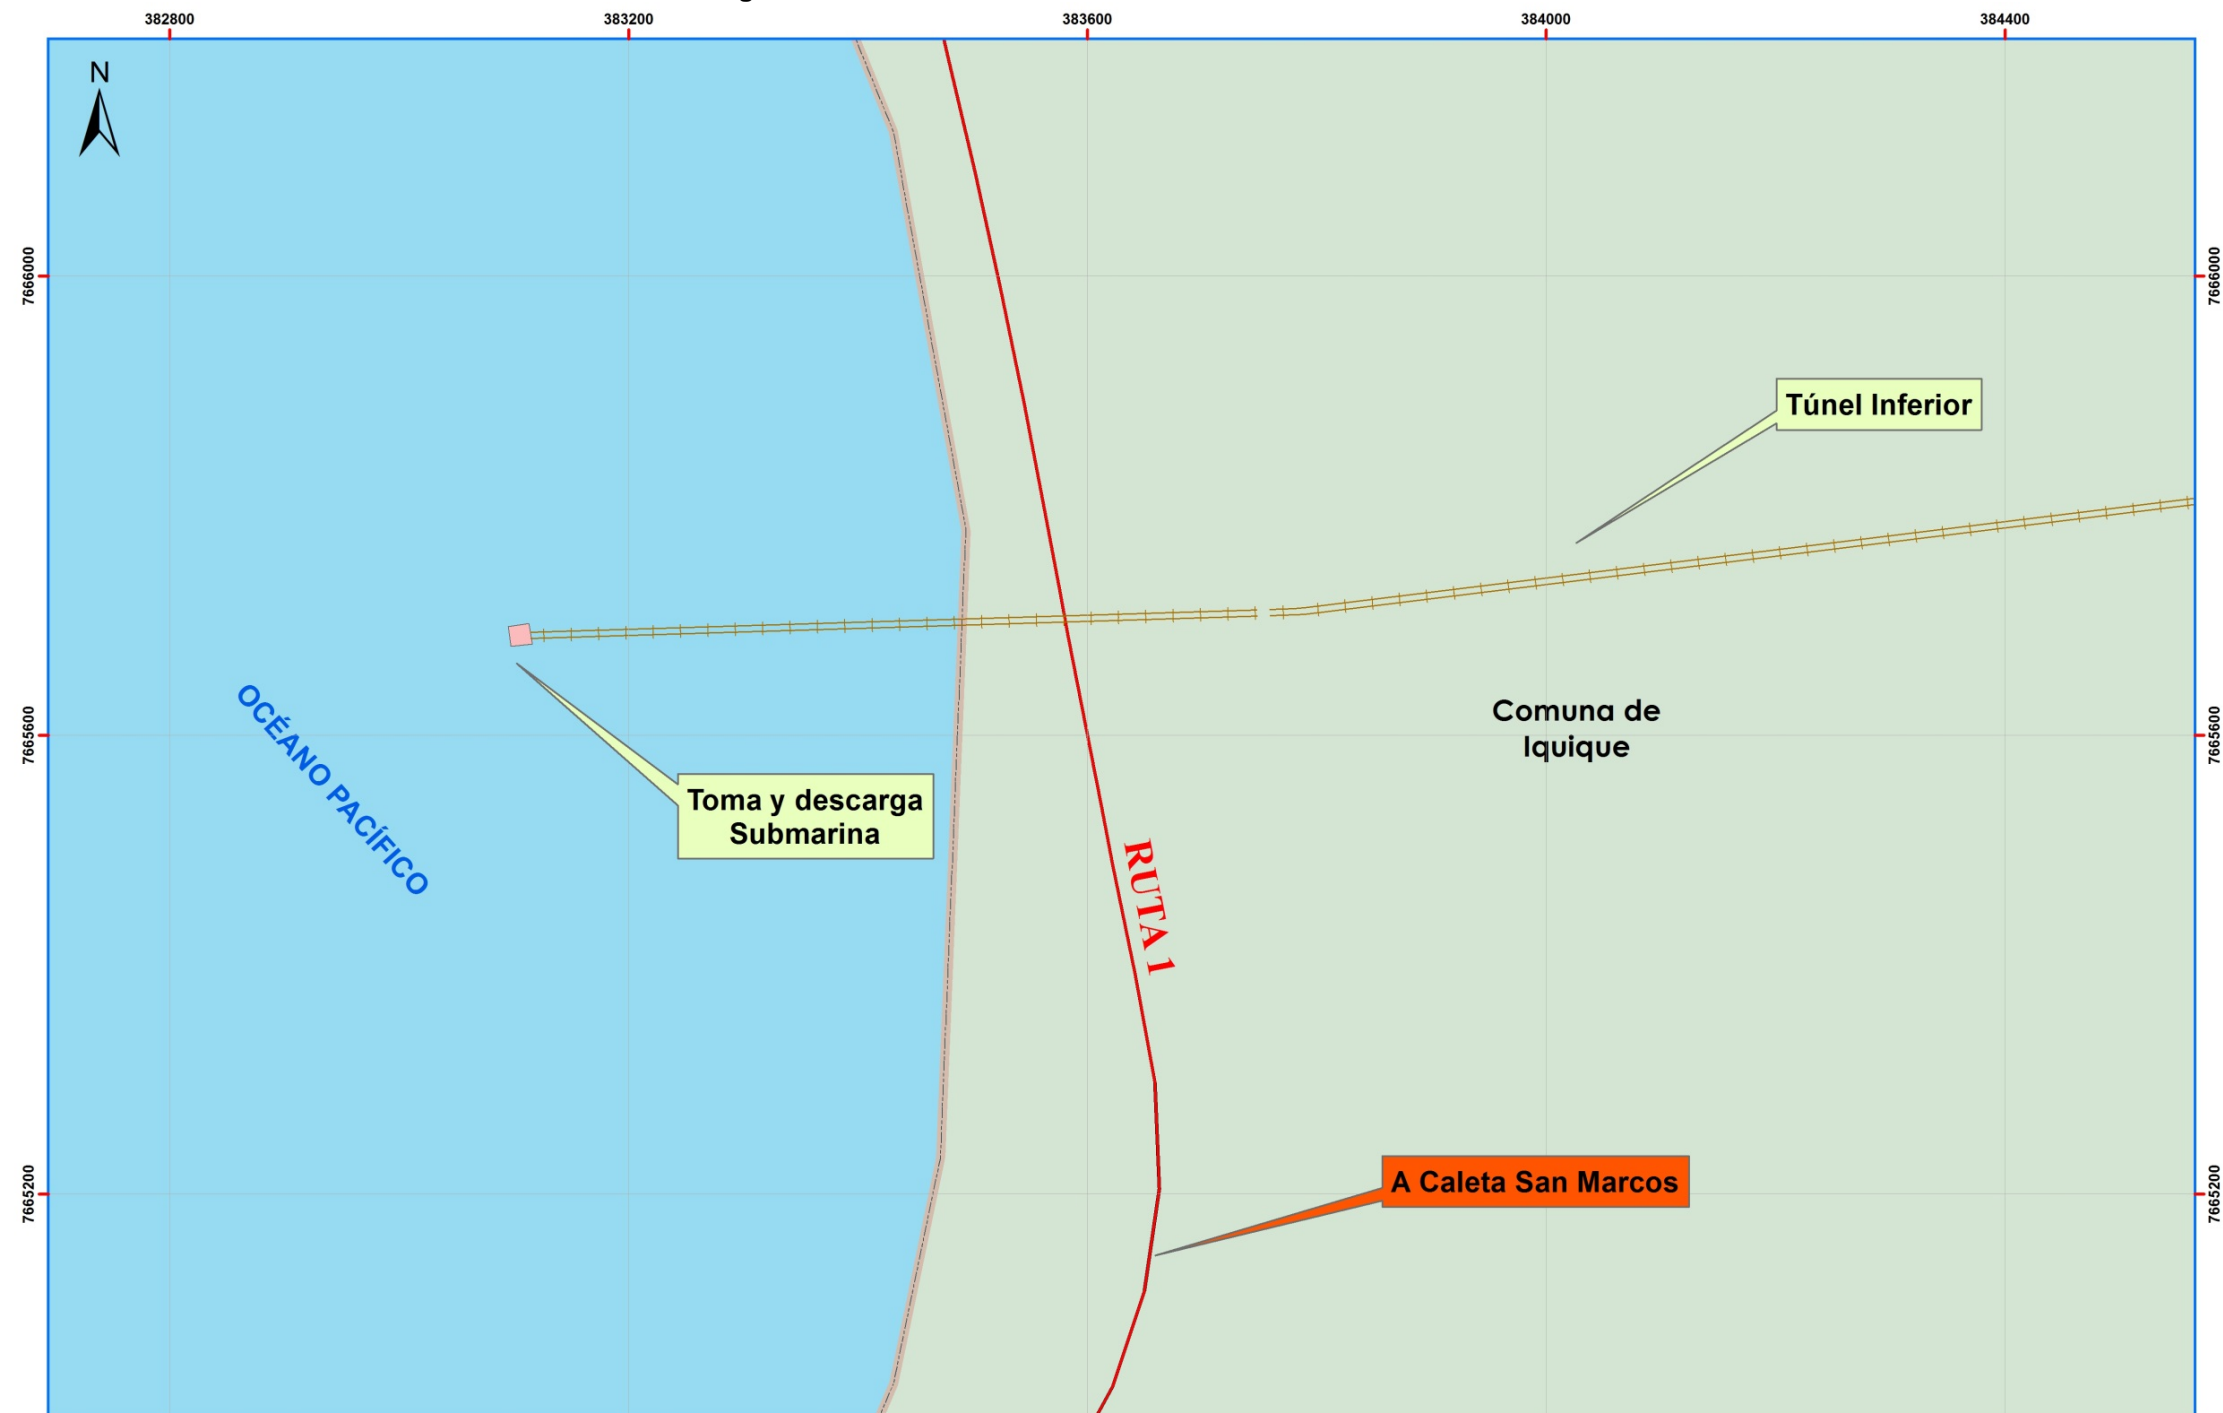 g
382800 383200 383600 384000 384400
N
7666000 7666000
Túnel Inferior
OCÉANO PACÍFICO
Comuna de
Iquique
7665600 7665600
Toma y descarga
Submarina
RUTA 1
A Caleta San Marcos
7665200 7665200